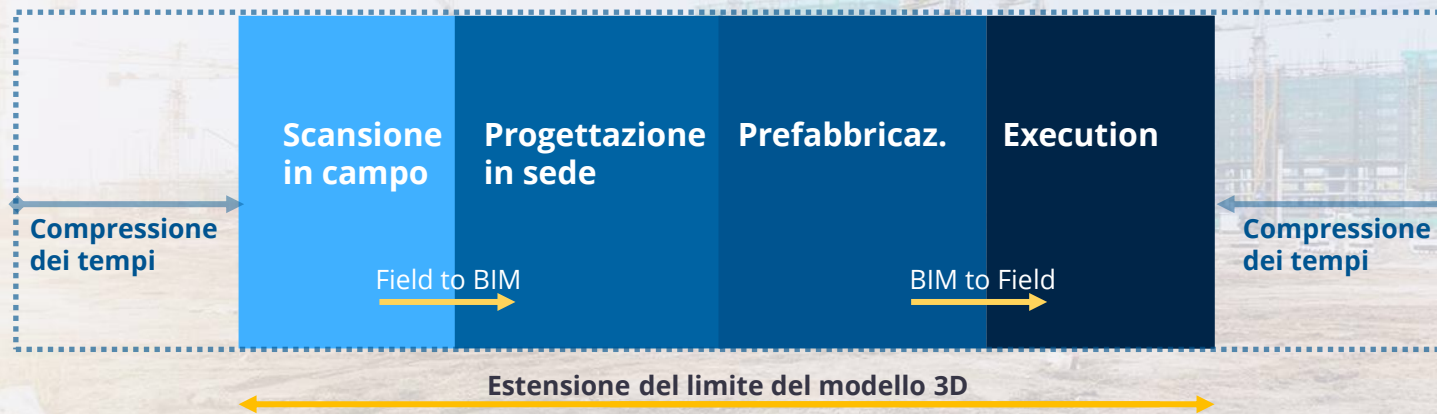 Scansione
in campo
Progettazione
in sede
Prefabbricaz.
Execution
Compressione
dei tempi
Compressione
dei tempi
Field to BIM
BIM to Field
Estensione del limite del modello 3D